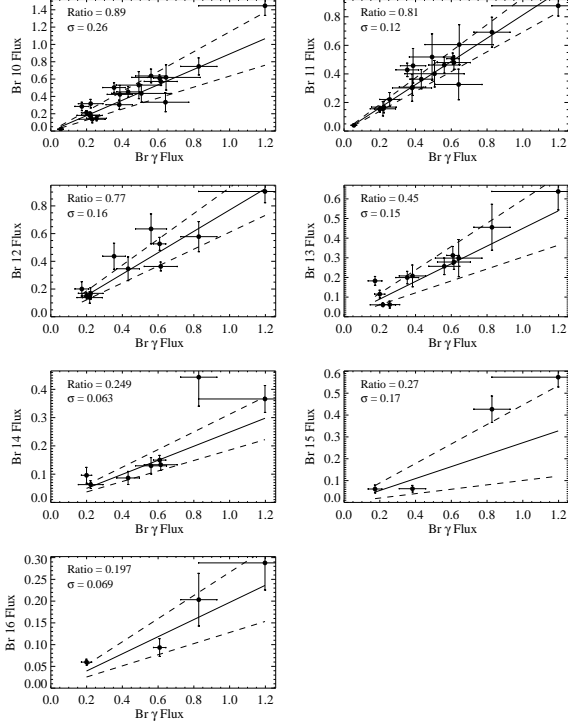 Ratio = 0.89
σ = 0.26
Br 10 Flux
1.4
1.2
1.0
0.8
0.6
0.4
0.2
0.0
0.0 0.2 0.4 0.6 0.8 1.0 1.2
Br γ Flux
Ratio = 0.81
σ = 0.12
Br 11 Flux
0.8
0.6
0.4
0.2
0.0
0.0 0.2 0.4 0.6 0.8 1.0 1.2
Br γ Flux
Ratio = 0.77
σ = 0.16
Br 12 Flux
0.8
0.6
0.4
0.2
0.0
0.0 0.2 0.4 0.6 0.8 1.0 1.2
Br γ Flux
Ratio = 0.45
σ = 0.15
Br 13 Flux
0.6
0.5
0.4
0.3
0.2
0.1
0.0
0.0 0.2 0.4 0.6 0.8 1.0 1.2
Br γ Flux
Ratio = 0.249
σ = 0.063
Br 14 Flux
0.4
0.3
0.2
0.1
0.0
0.0 0.2 0.4 0.6 0.8 1.0 1.2
Br γ Flux
Ratio = 0.27
σ = 0.17
Br 15 Flux
0.6
0.5
0.4
0.3
0.2
0.1
0.0
0.0 0.2 0.4 0.6 0.8 1.0 1.2
Br γ Flux
Ratio = 0.197
σ = 0.069
Br 16 Flux
0.30
0.25
0.20
0.15
0.10
0.05
0.00
0.0 0.2 0.4 0.6 0.8 1.0 1.2
Br γ Flux